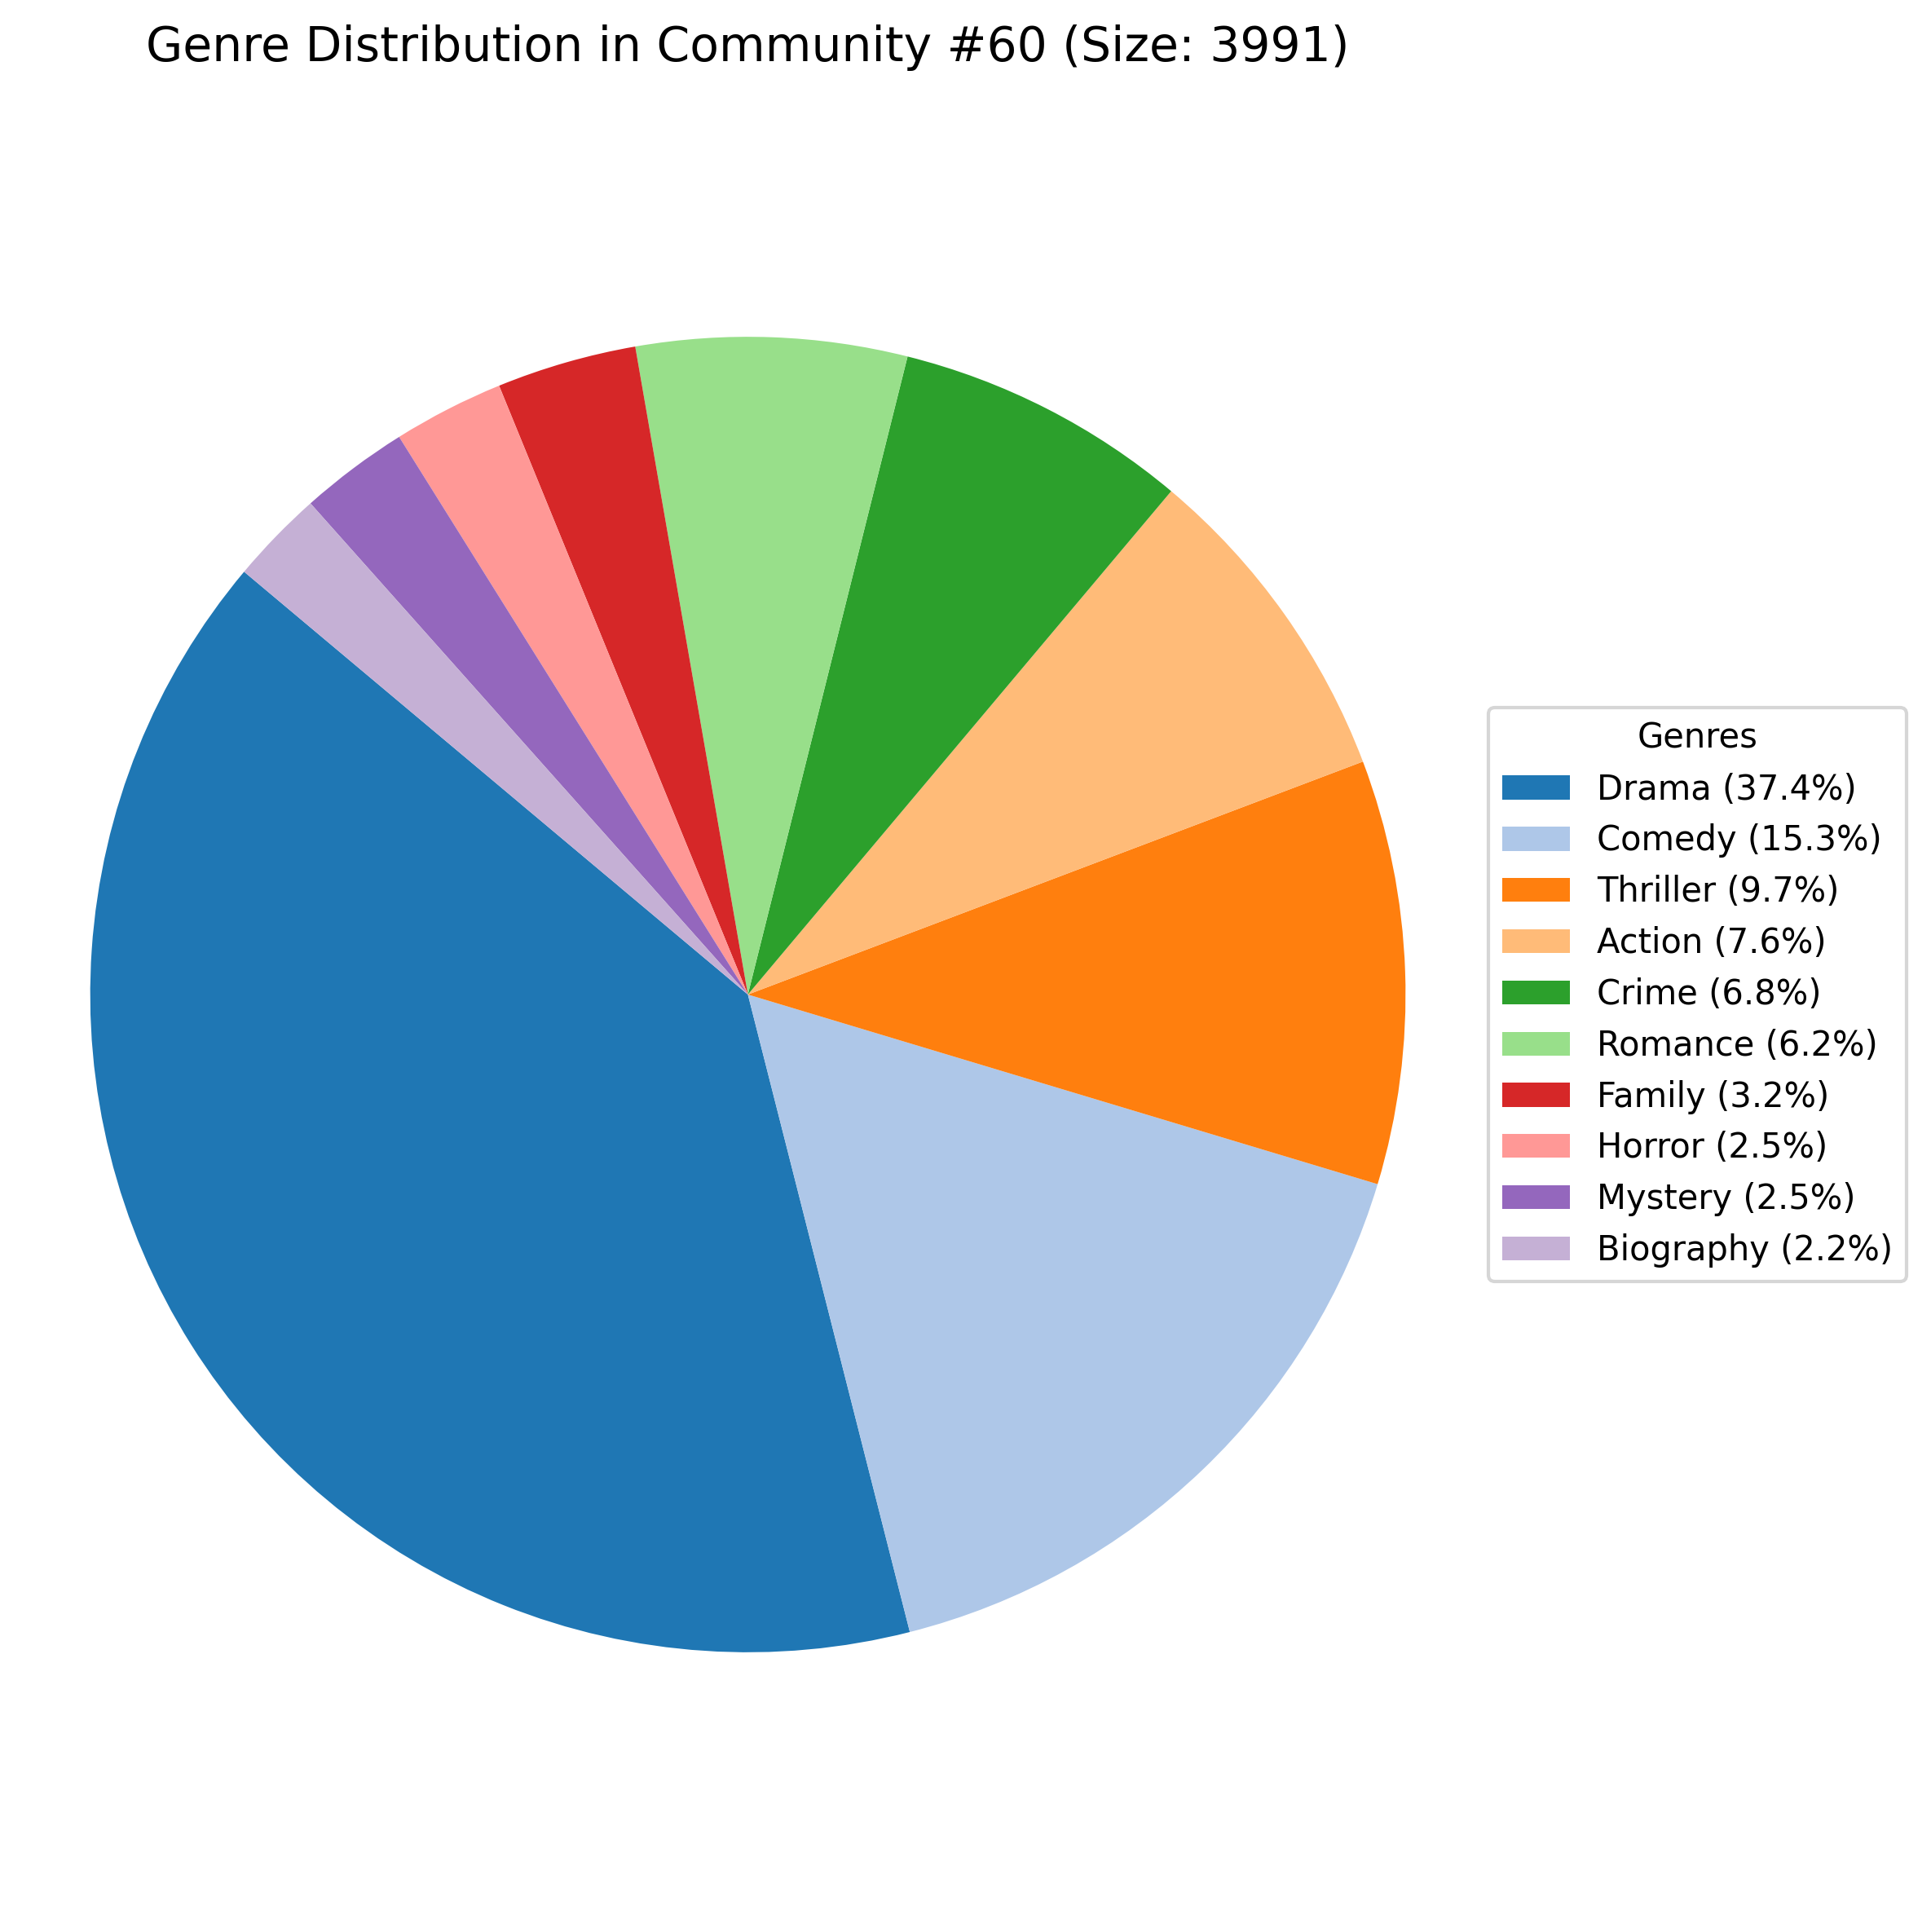 Genre Distribution in Community #60 (Size: 3991)
Genres
Drama (37.4%)
Comedy (15.3%)
Thriller (9.7%)
Action (7.6%)
Crime (6.8%)
Romance (6.2%)
Family (3.2%)
Horror (2.5%)
Mystery (2.5%)
Biography (2.2%)